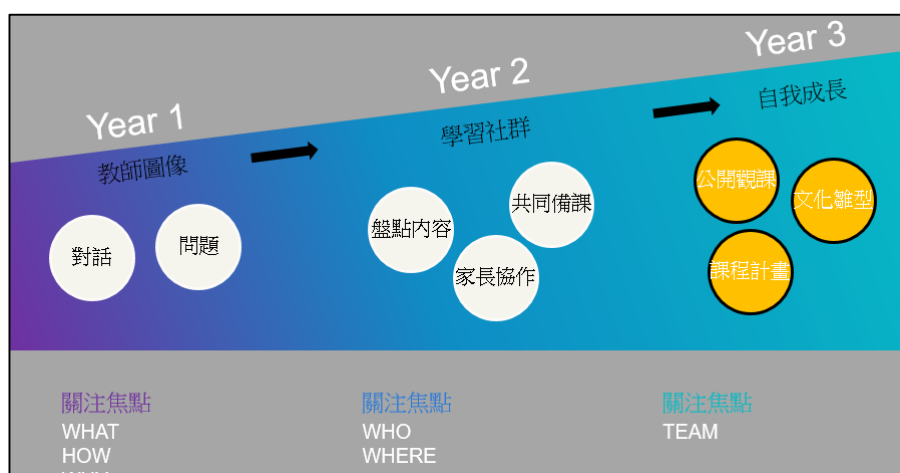 Year 1
教師圖像
對話
問題
Year 2
學習社群
盤點內容
共同備課
家長協作
Year 3
自我成長
公開觀課
文化雛型
課程計畫
關注焦點
WHAT
HOW
關注焦點
WHO
WHERE
關注焦點
TEAM